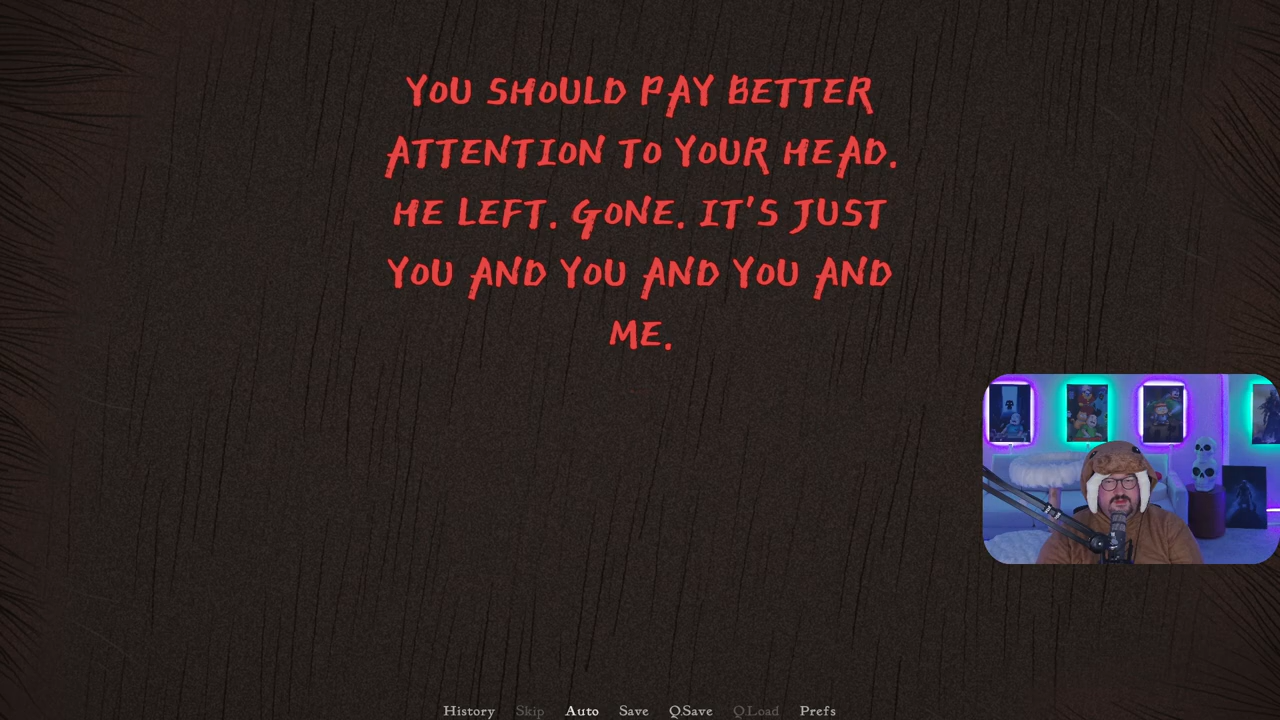 YOU SHOULD PAY BETTER
ATTENTION TO YOUR HEAD.
HE LEFT. GONE. IT'S JUST
YOU AND YOU AND YOU AND
ME.
History Skip Auto Save Q.Save Q.Load Prefs